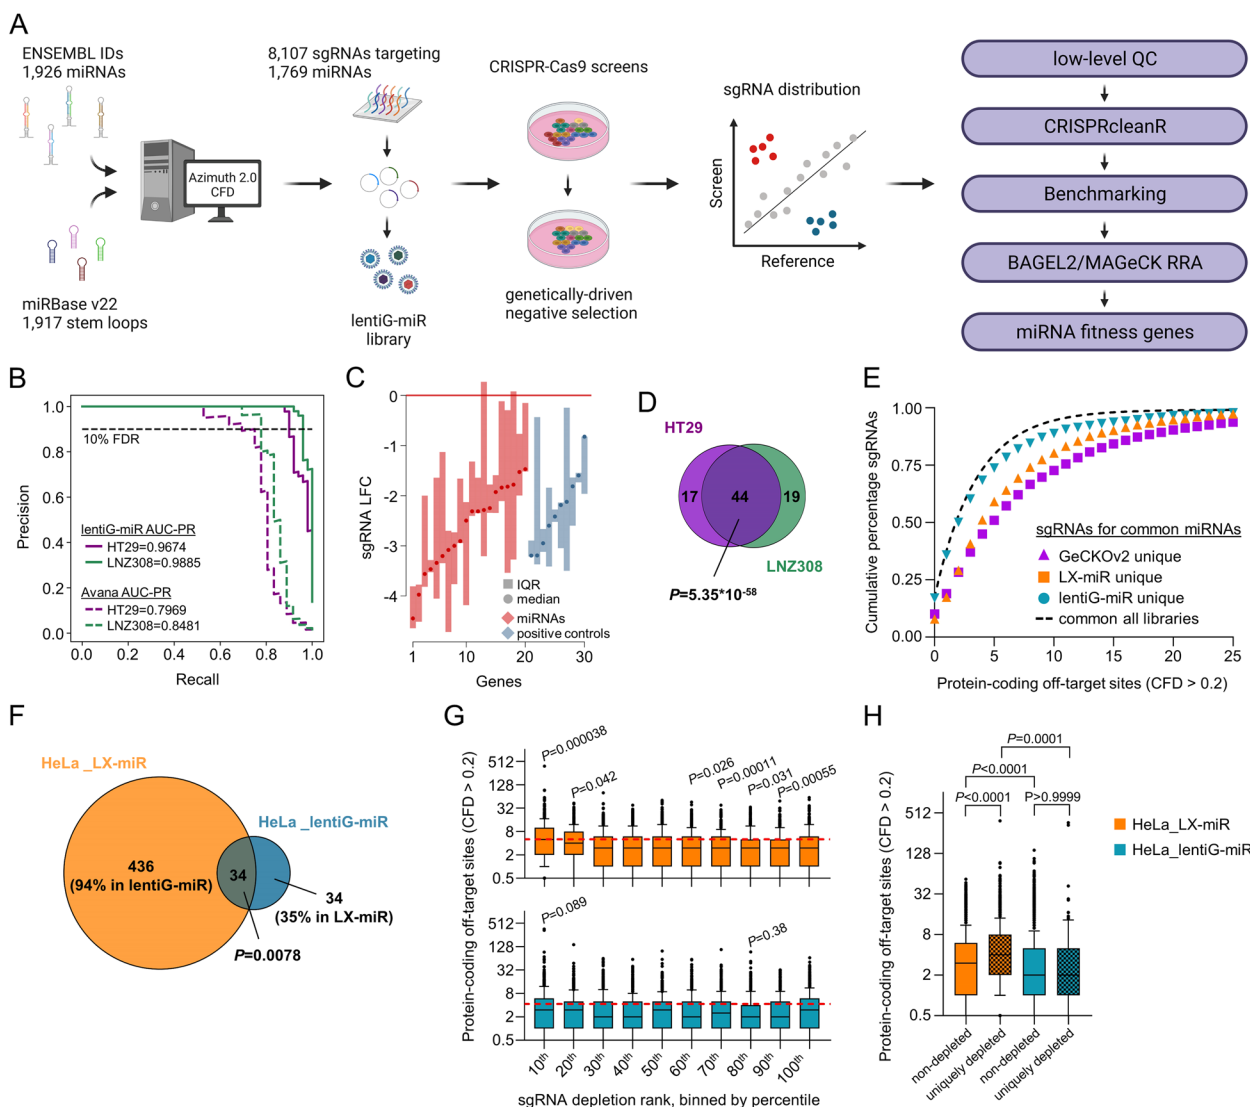 A
ENSEMBL IDs
1,926 miRNAs
miRBase v22
1,917 stem loops
Azimuth 2.0
CFD
8,107 sgRNAs targeting
1,769 miRNAs
lentiG-miR
library
CRISPR-Cas9 screens
genetically-driven
negative selection
sgRNA distribution
Screen
Reference
low-level QC
CRISPRcleanR
Benchmarking
BAGEL2/MAGeCK RRA
miRNA fitness genes
B
Precision
1.0
0.8
0.6
0.4
0.2
0.0
10% FDR
lentiG-miR AUC-PR
HT29=0.9674
LNZ308=0.9885
Avana AUC-PR
HT29=0.7969
LNZ308=0.8481
0.0 0.2 0.4 0.6 0.8 1.0
Recall
C
sgRNA LFC
0
-1
-2
-3
-4
IQR
median
miRNAs
positive controls
1 10 20 30
Genes
D
HT29
17 44 19
LNZ308
P=5.35*10-58
E
Cumulative percentage sgRNAs
1.00
0.75
0.50
0.25
0.00
sgRNAs for common miRNAs
GeCKOv2 unique
LX-miR unique
lentiG-miR unique
common all libraries
0 5 10 15 20 25
Protein-coding off-target sites (CFD > 0.2)
F
HeLa _LX-miR
HeLa _lentiG-miR
436
(94% in lentiG-miR)
34
34
(35% in LX-miR)
P=0.0078
G
Protein-coding off-target sites (CFD > 0.2)
512
128
32
8
2
0.5
P=0.000038
P=0.042
P=0.026
P=0.00011
P=0.031
P=0.00055
512
128
32
8
2
0.5
P=0.089
P=0.38
10th 20th 30th 40th 50th 60th 70th 80th 90th 100th
sgRNA depletion rank, binned by percentile
H
Protein-coding off-target sites (CFD > 0.2)
512
128
32
8
2
0.5
P=0.0001
P<0.0001
P<0.0001
P>0.9999
HeLa_LX-miR
HeLa_lentiG-miR
non-depleted
uniquely depleted
non-depleted
uniquely depleted